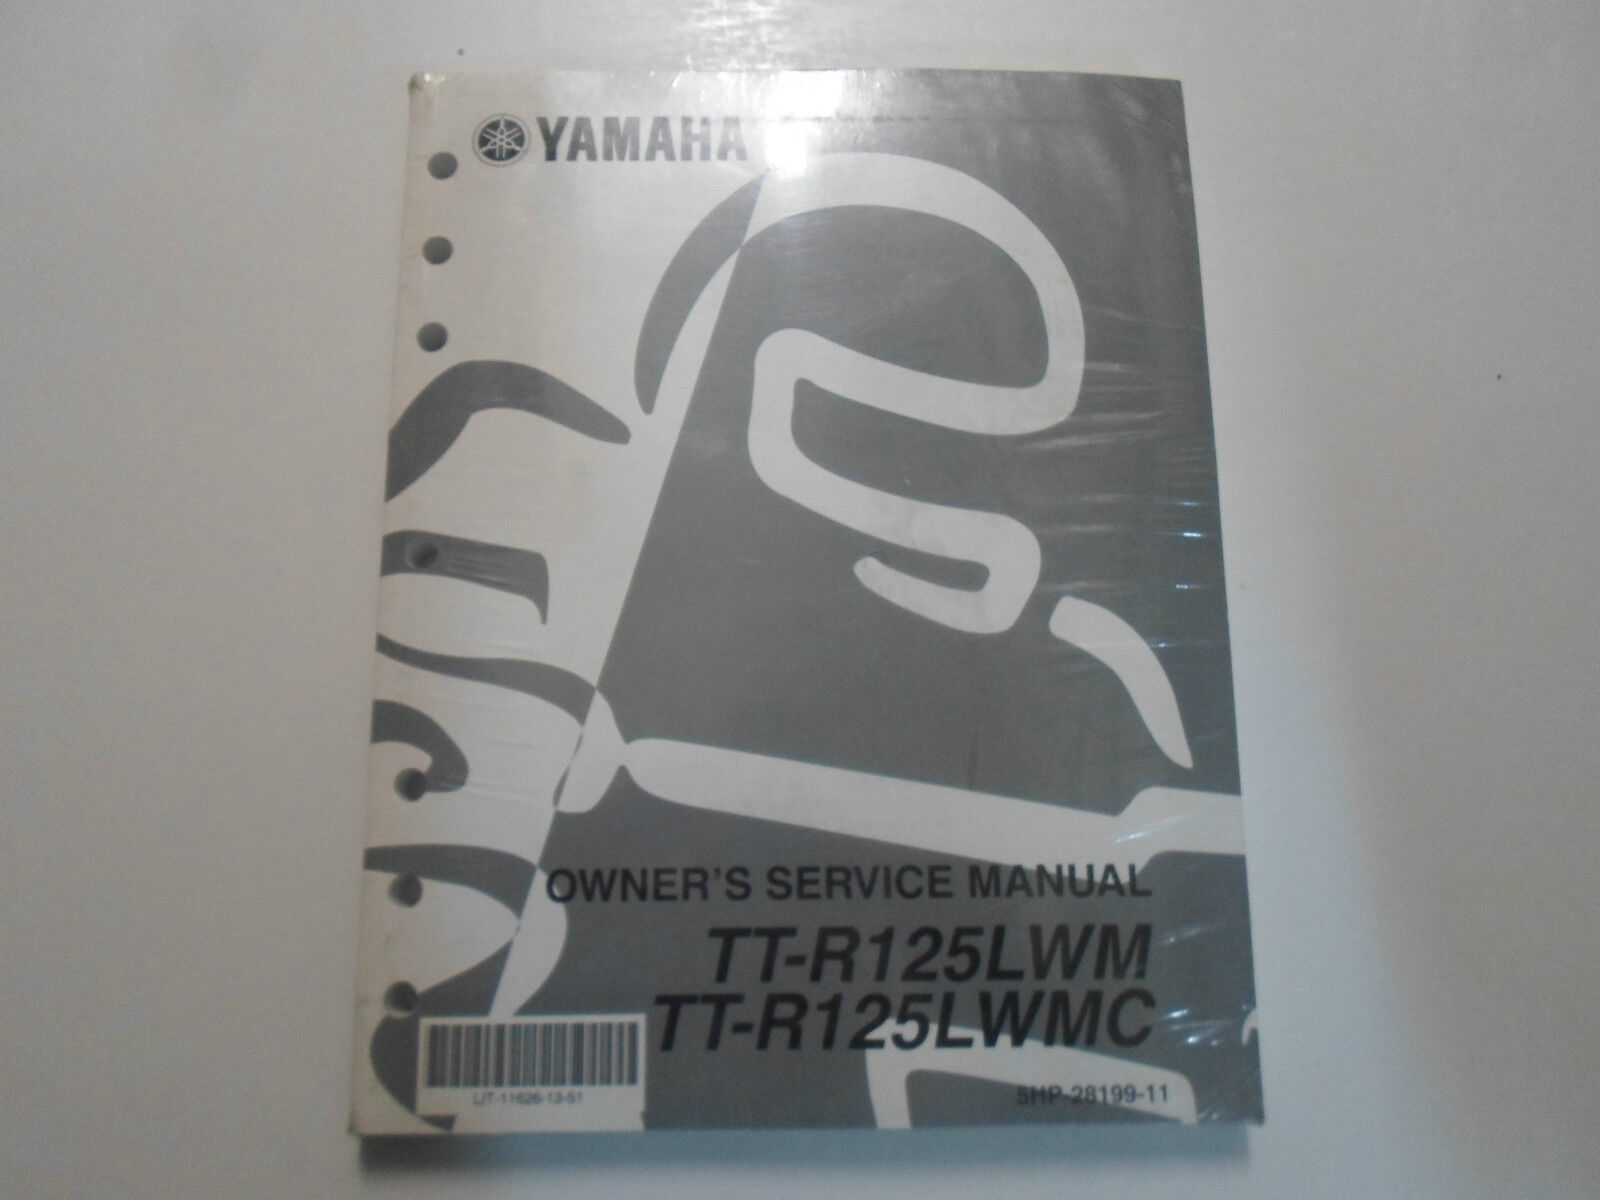 YAMAHA
OWNER'S SERVICE MANUAL
TT-R125LWM
TT-R125LWMC
LIT-11626-13-51
5HP-28199-11